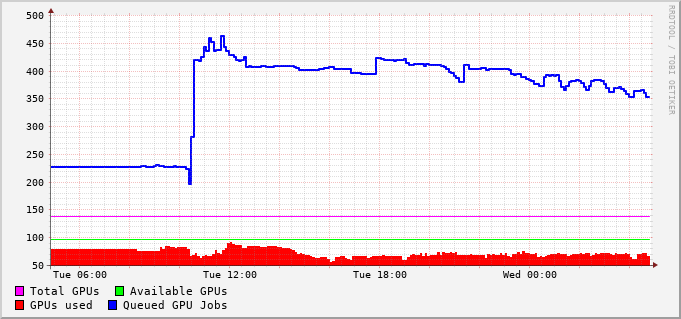 500
450
400
350
300
250
200
150
100
50
Tue 06:00 Tue 12:00 Tue 18:00 Wed 00:00
Total GPUs Available GPUs
GPUs used Queued GPU Jobs
RRDTOOL / TOBI OETIKER